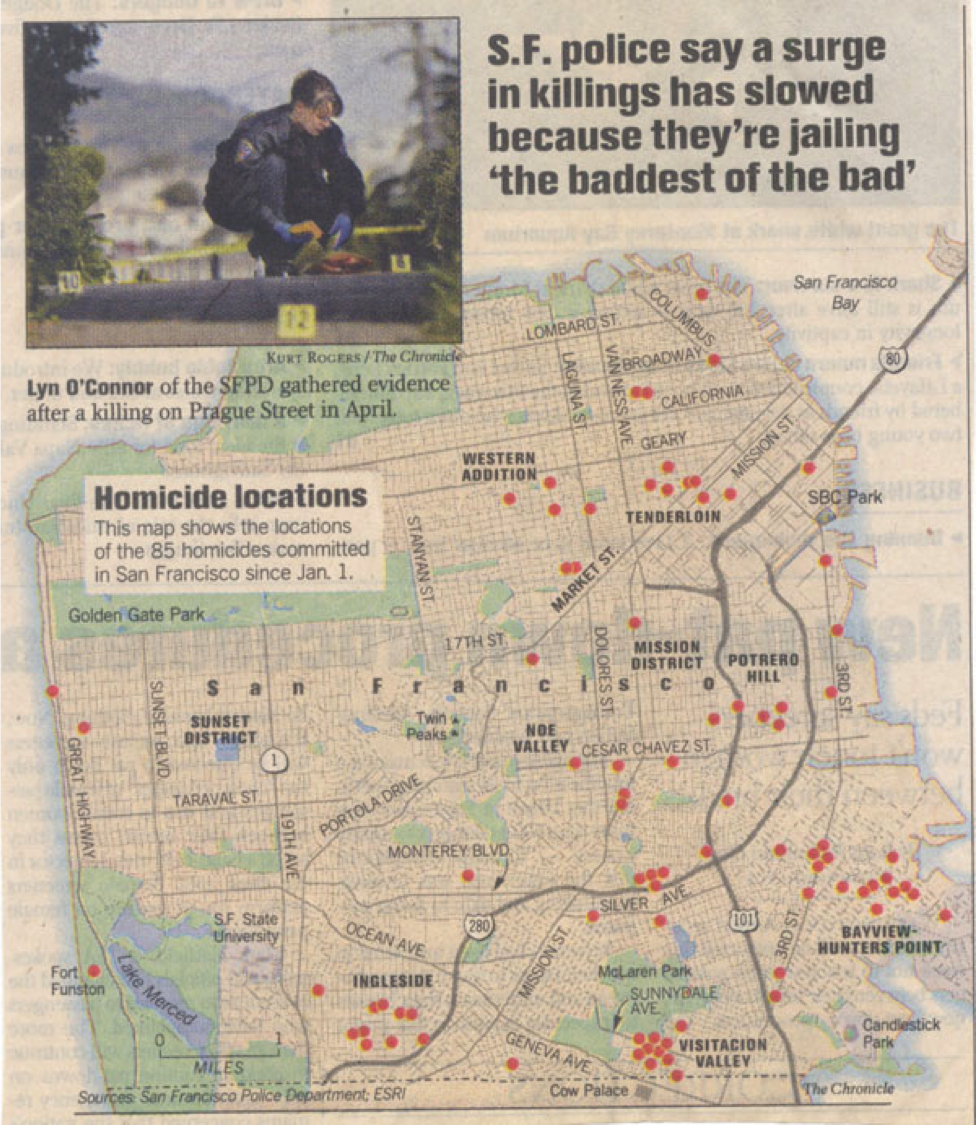 S.F. police say a surge
in killings has slowed
because they're jailing
'the baddest of the bad'
10
8
12
KURT ROGERS / The Chronicle
Lyn O'Connor of the SFPD gathered evidence
after a killing on Prague Street in April.
Homicide locations
This map shows the locations
of the 85 homicides committed
in San Francisco since Jan. 1.
San Francisco
Bay
80
COLUMBUS
LOMBARD ST.
BROADWAY
LAGUNA ST.
VAN NESS AVE.
CALIFORNIA
GEARY
MISSION ST.
WESTERN
ADDITION
SBC Park
TENDERLOIN
STANYAN ST.
MARKET ST.
Golden Gate Park
17TH ST.
DOLORES ST.
MISSION
DISTRICT
POTRERO
HILL
3RD ST.
San Francisco
SUNSET BLVD.
SUNSET
DISTRICT
Twin
Peaks
NOE
VALLEY
CESAR CHAVEZ ST.
1
GREAT HIGHWAY
TARAVAL ST.
PORTOLA DRIVE
19TH AVE.
MONTEREY BLVD.
SILVER AVE.
280
101
3RD ST.
S.F. State
University
OCEAN AVE.
MISSION ST.
BAYVIEW-
HUNTERS POINT
Fort
Funston
Lake Merced
INGLESIDE
McLaren Park
SUNNYDALE
AVE.
Candlestick
Park
0 1
MILES
GENEVA AVE.
VISITACION
VALLEY
Cow Palace
The Chronicle
Sources: San Francisco Police Department; ESRI